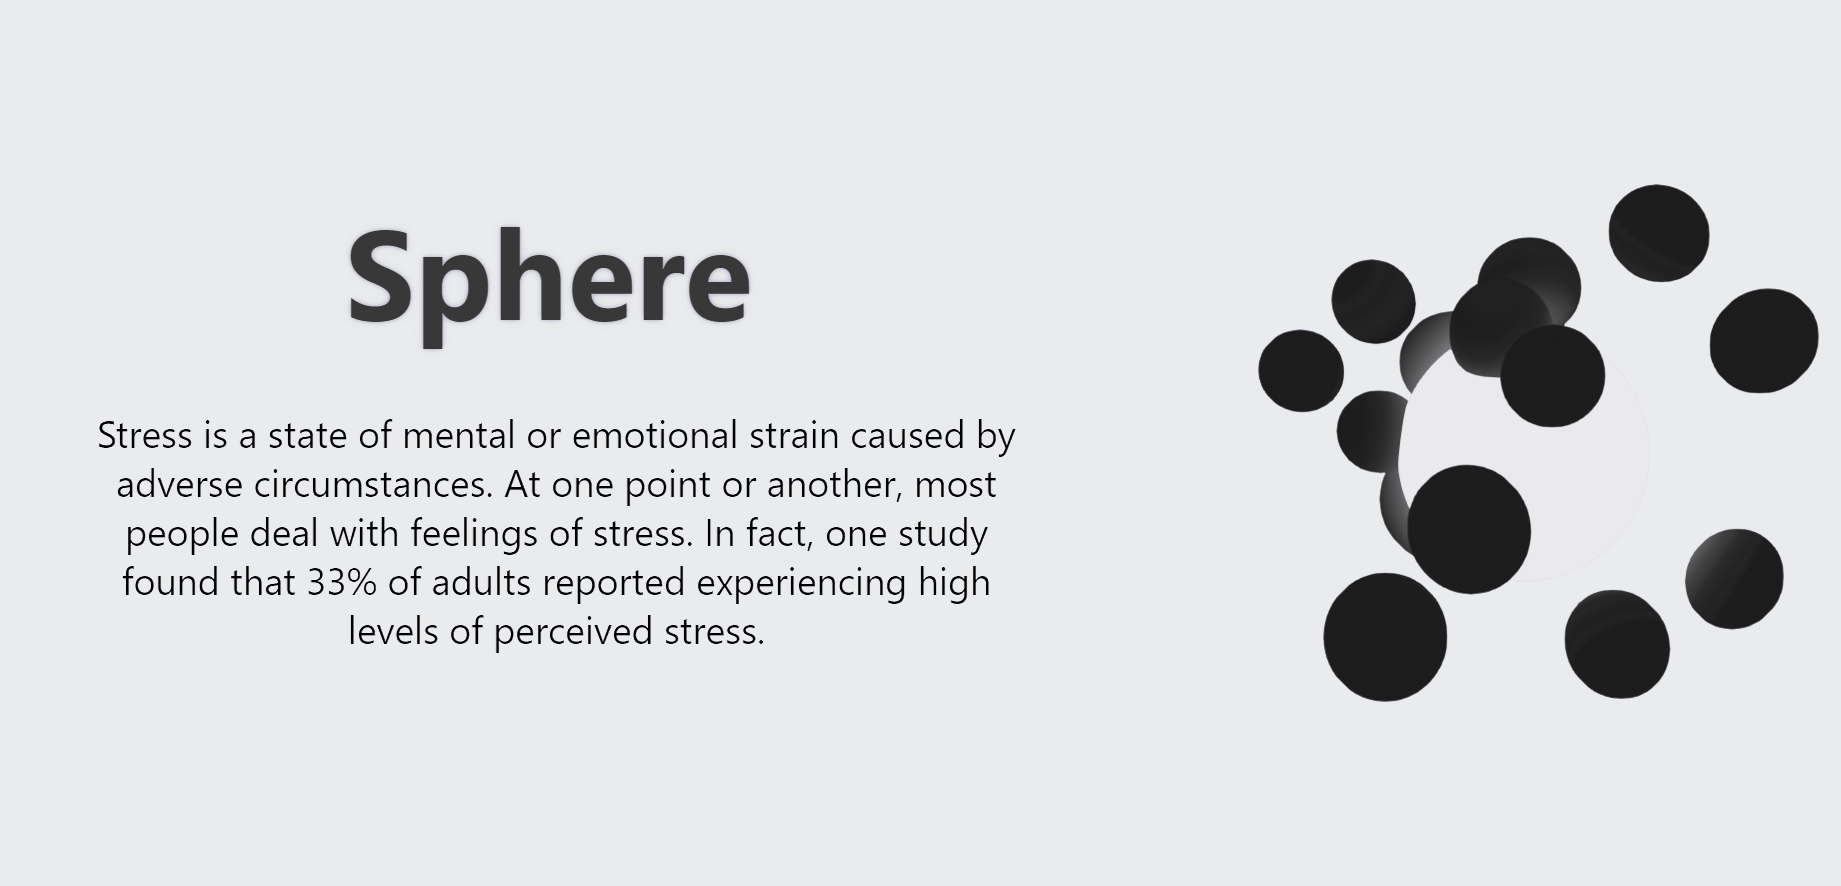 Sphere
Stress is a state of mental or emotional strain caused by
adverse circumstances. At one point or another, most
people deal with feelings of stress. In fact, one study
found that 33% of adults reported experiencing high
levels of perceived stress.